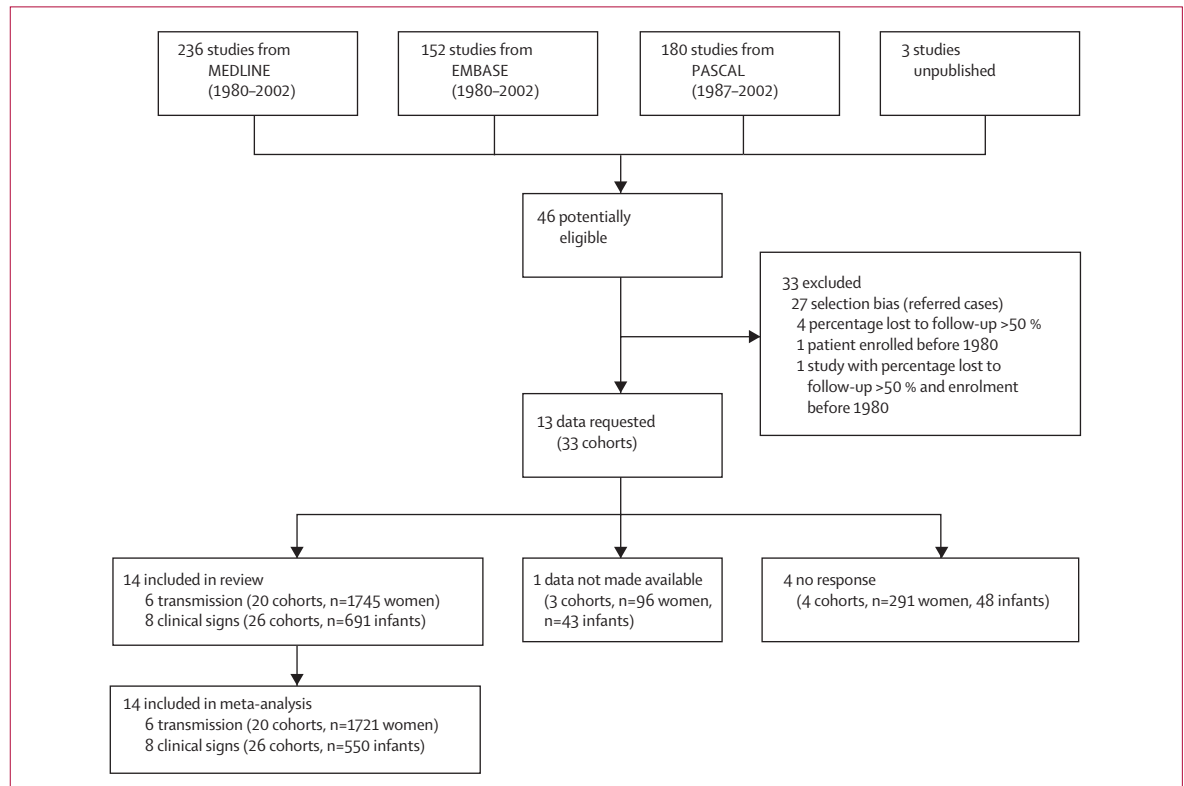 236 studies from
MEDLINE
(1980–2002)
152 studies from
EMBASE
(1980–2002)
180 studies from
PASCAL
(1987–2002)
3 studies
unpublished
46 potentially
eligible
33 excluded
27 selection bias (referred cases)
4 percentage lost to follow-up >50 %
1 patient enrolled before 1980
1 study with percentage lost to
follow-up >50 % and enrolment
before 1980
13 data requested
(33 cohorts)
14 included in review
6 transmission (20 cohorts, n=1745 women)
8 clinical signs (26 cohorts, n=691 infants)
1 data not made available
(3 cohorts, n=96 women,
n=43 infants)
4 no response
(4 cohorts, n=291 women, 48 infants)
14 included in meta-analysis
6 transmission (20 cohorts, n=1721 women)
8 clinical signs (26 cohorts, n=550 infants)